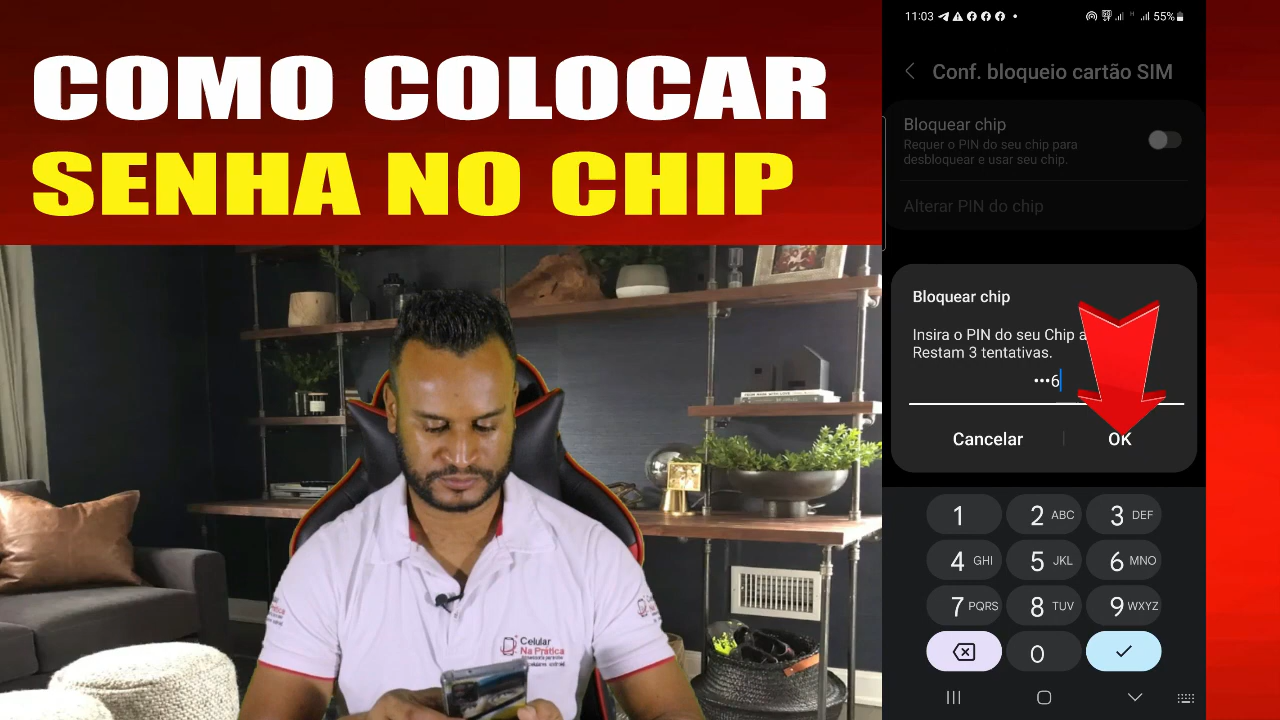 COMO COLOCAR
SENHA NO CHIP
11:03
55%
Conf. bloqueio cartão SIM
Bloquear chip
Requer o PIN do seu chip para
desbloquear e usar seu chip.
Alterar PIN do chip
Bloquear chip
Insira o PIN do seu Chip a
Restam 3 tentativas.
•••6
Cancelar
OK
1
2 ABC
3 DEF
4 GHI
5 JKL
6 MNO
7 PQRS
8 TUV
9 WXYZ
0
Celular
Na Prática